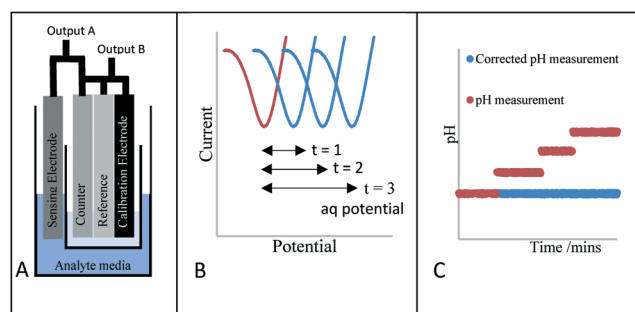 Output A
Output B
Sensing Electrode
Counter
Reference
Calibration Electrode
Analyte media
A
Current
t = 1
t = 2
t = 3
aq potential
Potential
B
Corrected pH measurement
pH measurement
pH
Time /mins
C